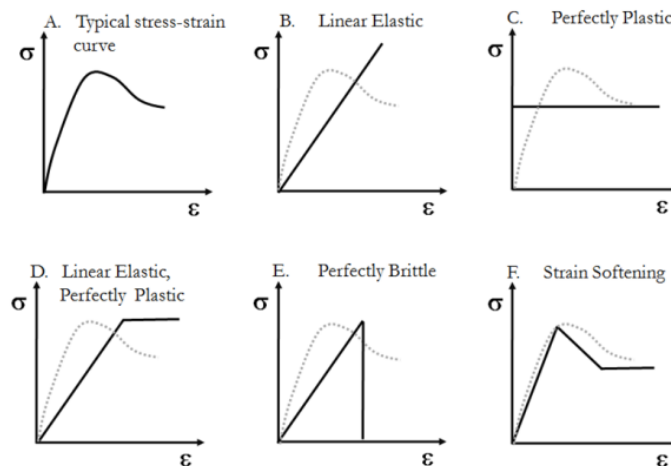 A. Typical stress-strain
curve
σ
ε
B. Linear Elastic
σ
ε
C. Perfectly Plastic
σ
ε
D. Linear Elastic,
Perfectly Plastic
σ
ε
E. Perfectly Brittle
σ
ε
F. Strain Softening
σ
ε